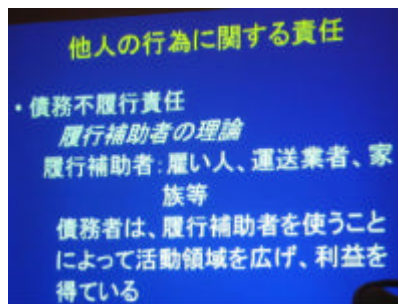 他人の行為に関する責任
・債務不履行責任
履行補助者の理論
履行補助者:雇い人、運送業者、家
族等
債務者は、履行補助者を使うこと
によって活動領域を広げ、利益を
得ている